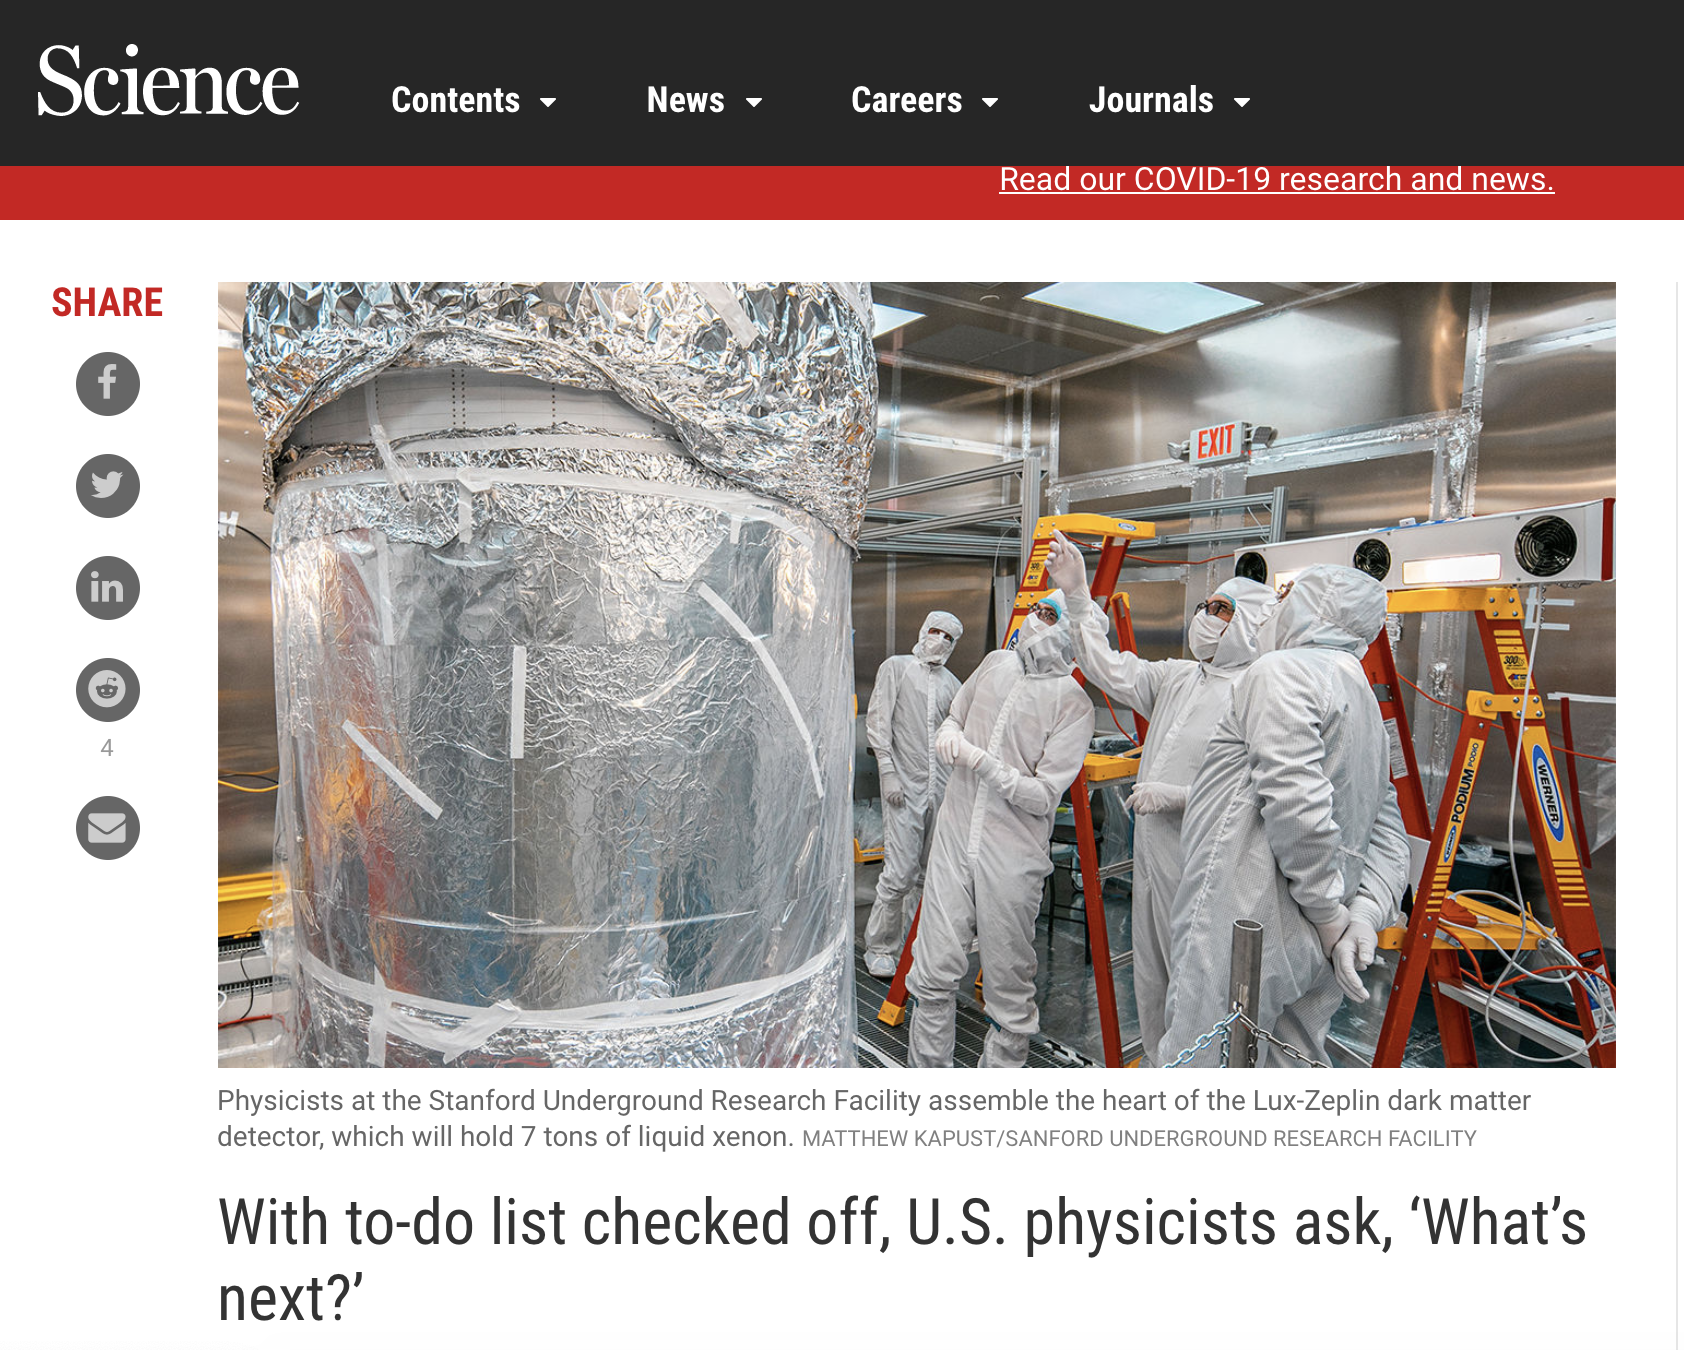 Science
Contents
News
Careers
Journals
Read our COVID-19 research and news.
SHARE
4
EXIT
300
PODIUM
WERNER
Physicists at the Stanford Underground Research Facility assemble the heart of the Lux-Zeplin dark matter
detector, which will hold 7 tons of liquid xenon. MATTHEW KAPUST/SANFORD UNDERGROUND RESEARCH FACILITY
With to-do list checked off, U.S. physicists ask, ‘What’s
next?’